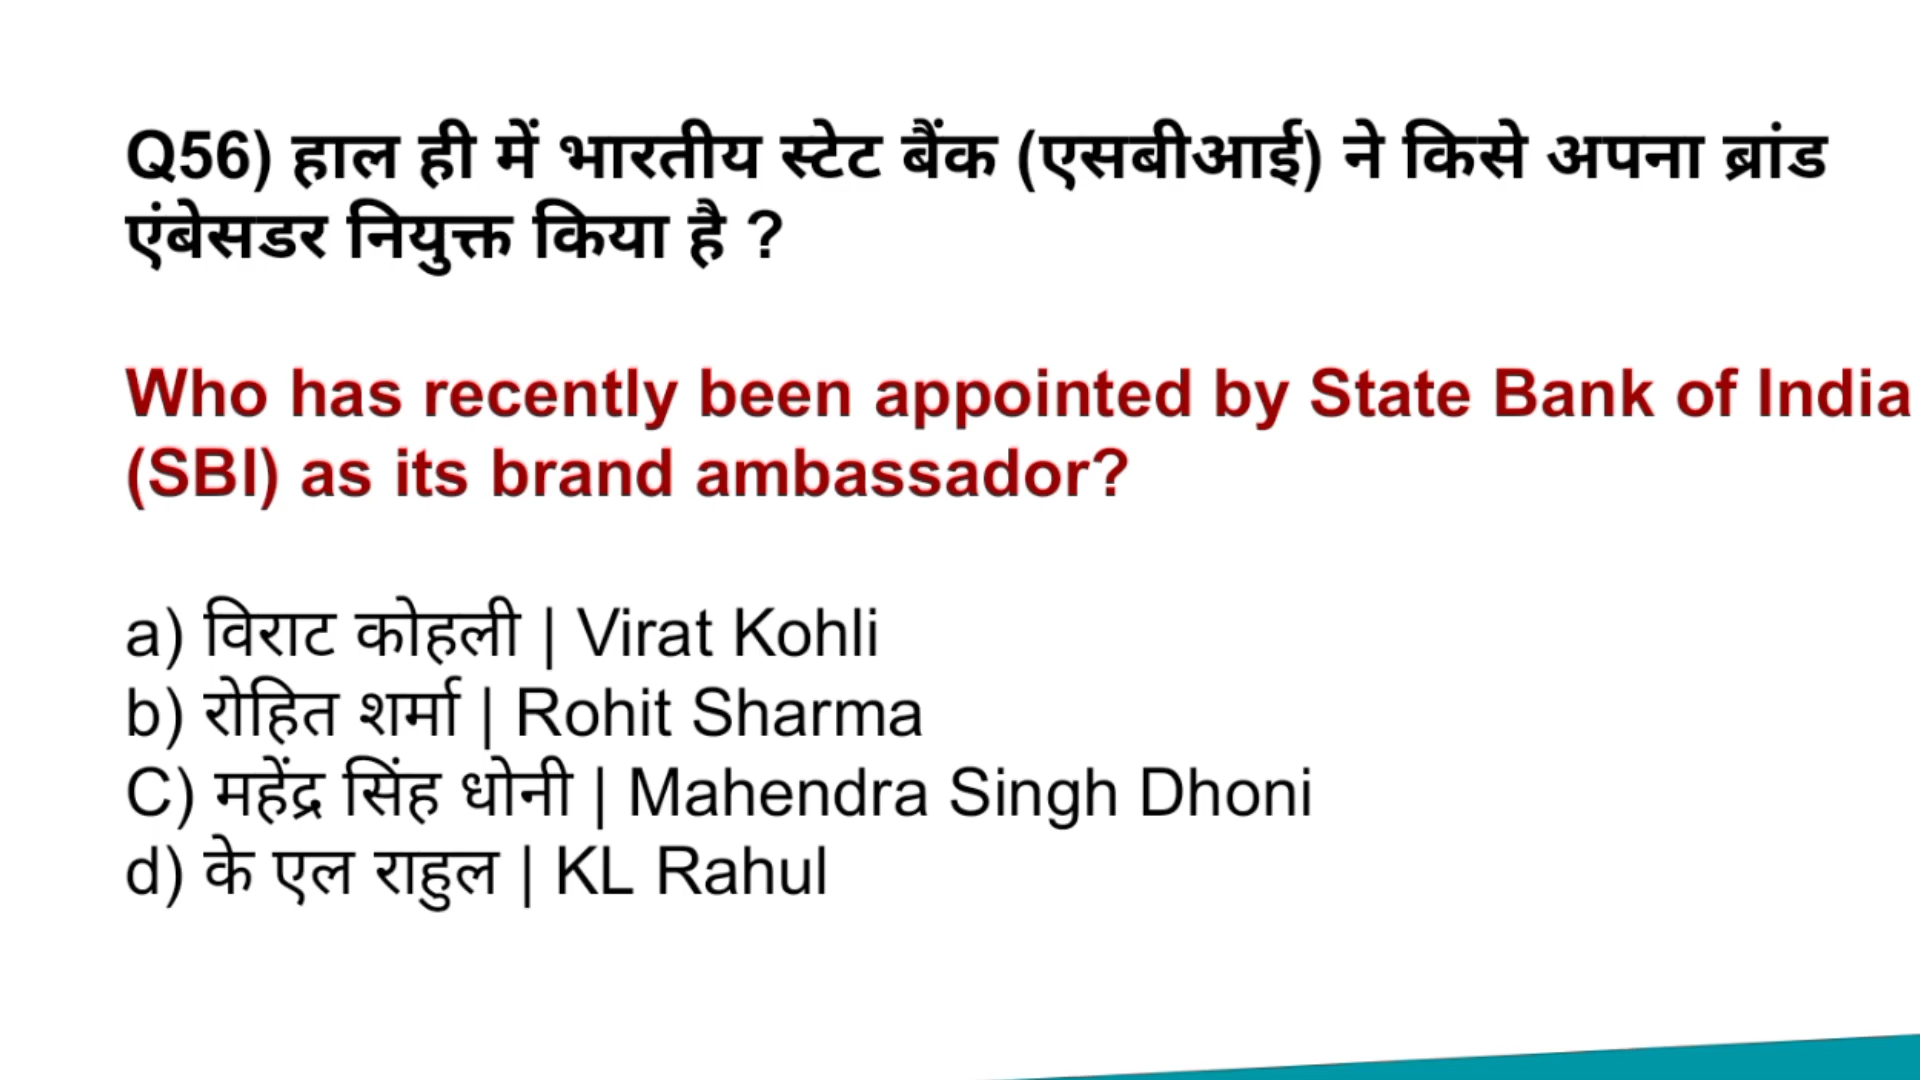 Q56) हाल ही में भारतीय स्टेट बैंक (एसबीआई) ने किसे अपना ब्रांड
एंबेसडर नियुक्त किया है ?
Who has recently been appointed by State Bank of India
(SBI) as its brand ambassador?
a) विराट कोहली | Virat Kohli
b) रोहित शर्मा | Rohit Sharma
C) महेंद्र सिंह धोनी | Mahendra Singh Dhoni
d) के एल राहुल | KL Rahul